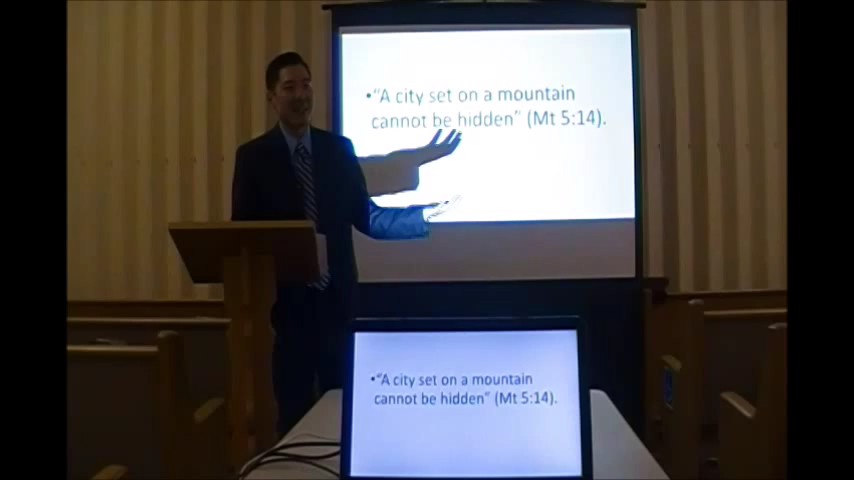 •“A city set on a mountain
cannot be hidden” (Mt 5:14).
•“A city set on a mountain
cannot be hidden” (Mt 5:14).